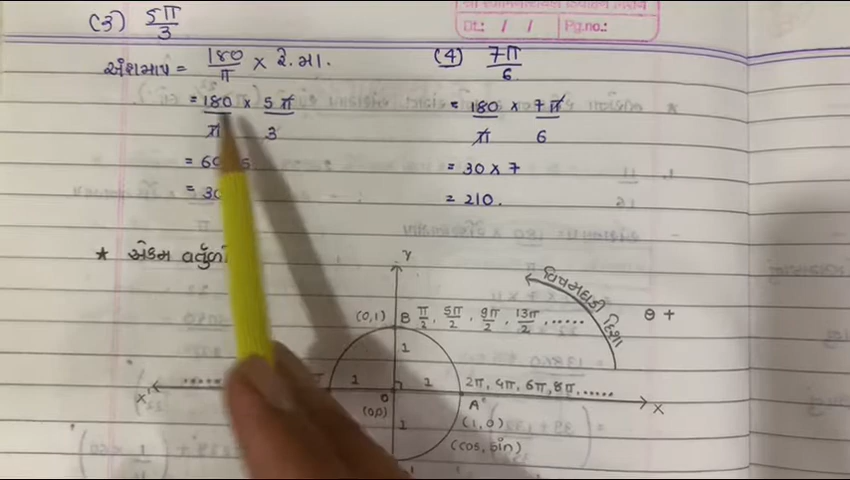 Dt.: / / Pg.no.:
(3) 5π/3
અંશમાપ = 180/π × રે.મા.
= 180/π × 5π/3
= 60
= 30
(4) 7π/6
= 180/π × 7π/6
= 30 × 7
= 210.
* એકમ વર્તુળ
Y
વિષમઘડી દિશા
θ +
(0,1) B π/2, 5π/2, 9π/2, 13π/2, ......
1
X' ...... 1 O 1 2π, 4π, 6π, 8π, ..... X
(0,0) A
1 (1,0)
(cos, sin)